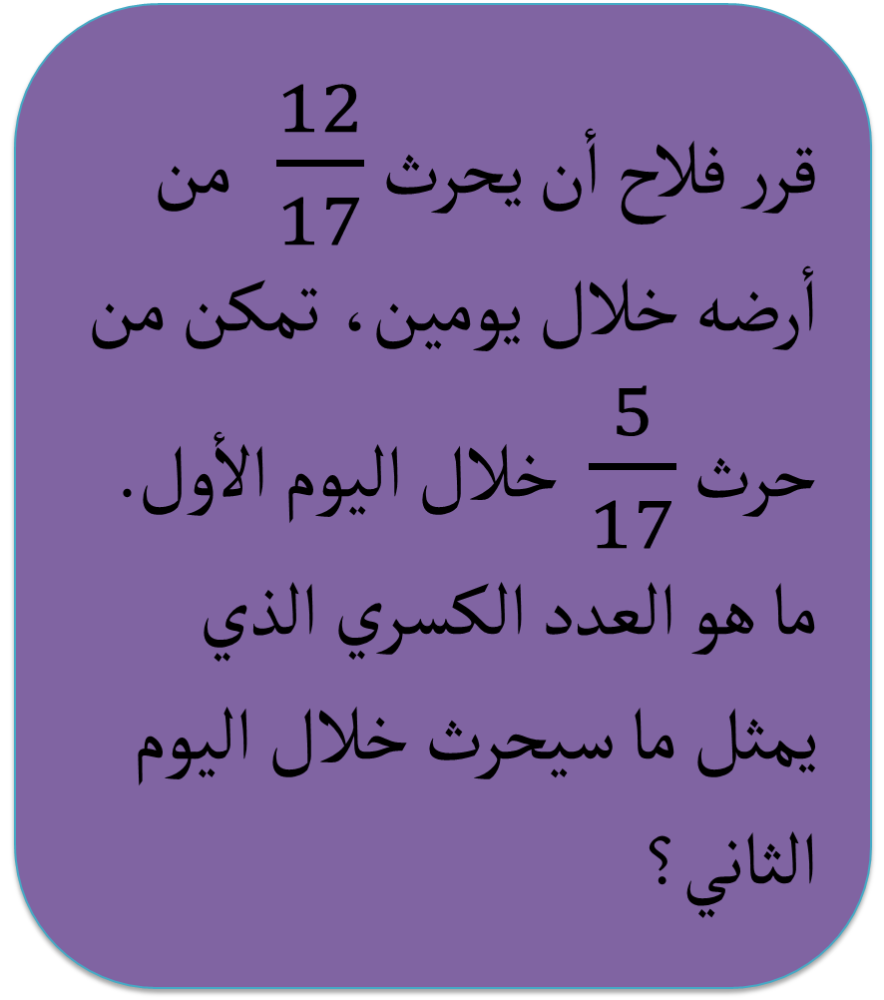 قرر فلاح أن يحرث 12/17 من
أرضه خلال يومين، تمكن من
حرث 5/17 خلال اليوم الأول.
ما هو العدد الكسري الذي
يمثل ما سيحرث خلال اليوم
الثاني؟